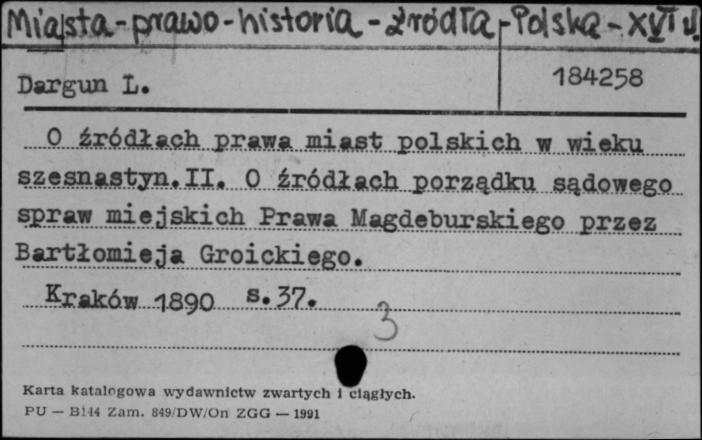 Miasta - prawo - historia - źródła - Polska - XVI w.
Dargun L.
184258
O źródłach prawa miast polskich w wieku
szesnastyn.II. O źródłach porządku sądowego
spraw miejskich Prawa Magdeburskiego przez
Bartłomieja Groickiego.
Kraków 1890 s.37.
3
Karta katalogowa wydawnictw zwartych i ciągłych.
PU — B144 Zam. 849/DW/On ZGG — 1991